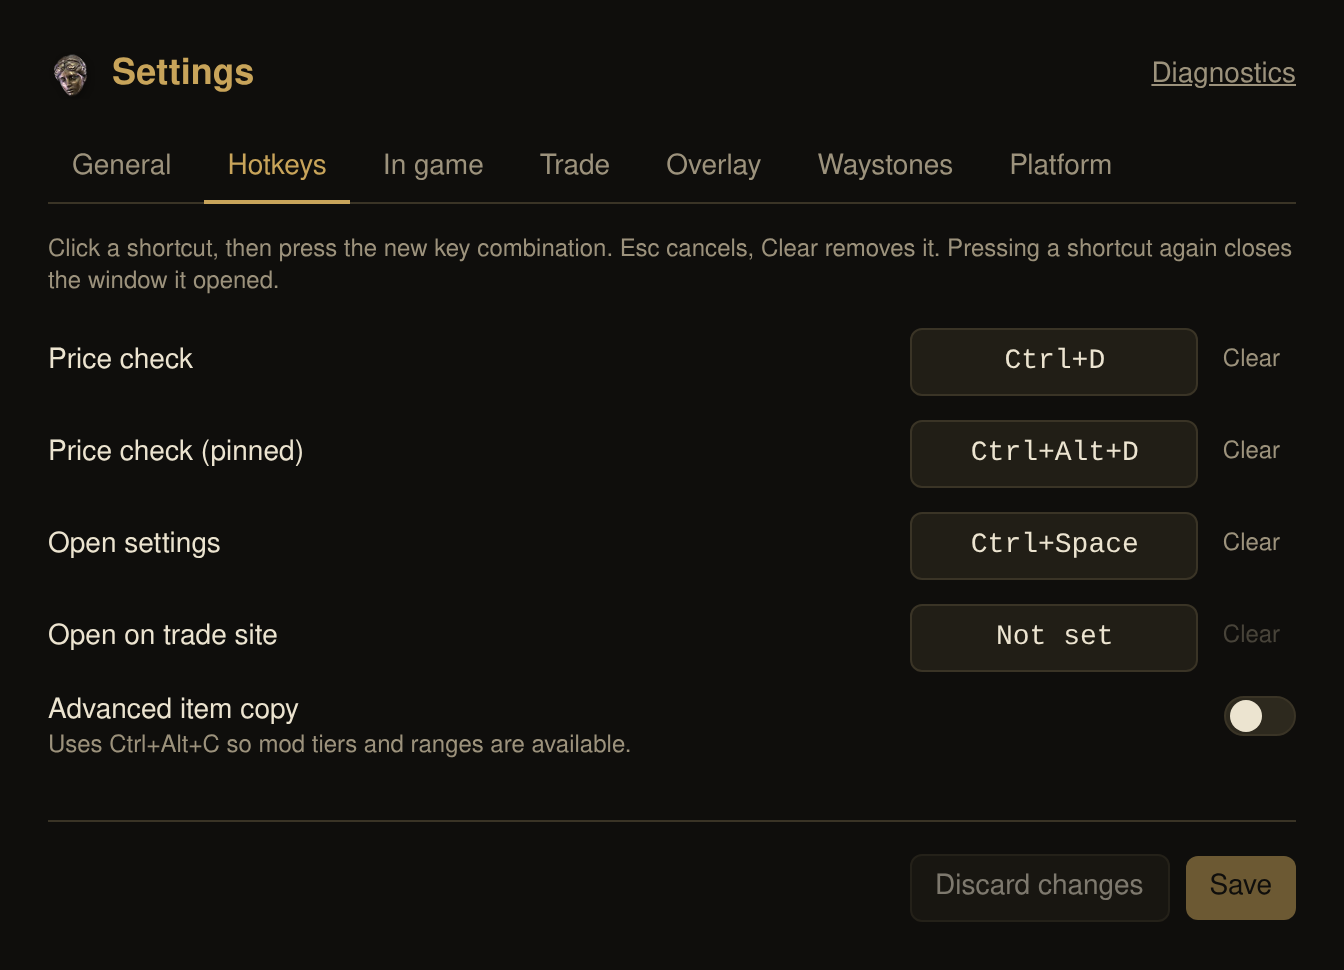 Settings
Diagnostics
General
Hotkeys
In game
Trade
Overlay
Waystones
Platform
Click a shortcut, then press the new key combination. Esc cancels, Clear removes it. Pressing a shortcut again closes
the window it opened.
Price check
Ctrl+D
Clear
Price check (pinned)
Ctrl+Alt+D
Clear
Open settings
Ctrl+Space
Clear
Open on trade site
Not set
Clear
Advanced item copy
Uses Ctrl+Alt+C so mod tiers and ranges are available.
Discard changes
Save